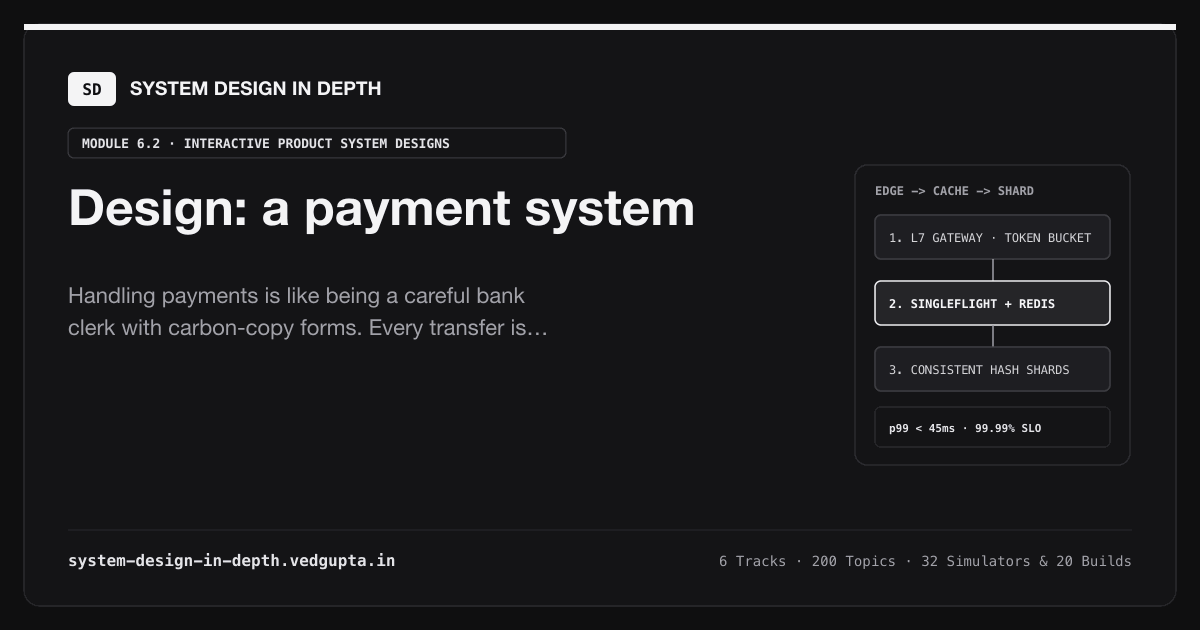 SD SYSTEM DESIGN IN DEPTH
MODULE 6.2 · INTERACTIVE PRODUCT SYSTEM DESIGNS
Design: a payment system
Handling payments is like being a careful bank
clerk with carbon-copy forms. Every transfer is…
EDGE -> CACHE -> SHARD
1. L7 GATEWAY · TOKEN BUCKET
2. SINGLEFLIGHT + REDIS
3. CONSISTENT HASH SHARDS
p99 < 45ms · 99.99% SLO
system-design-in-depth.vedgupta.in
6 Tracks · 200 Topics · 32 Simulators & 20 Builds